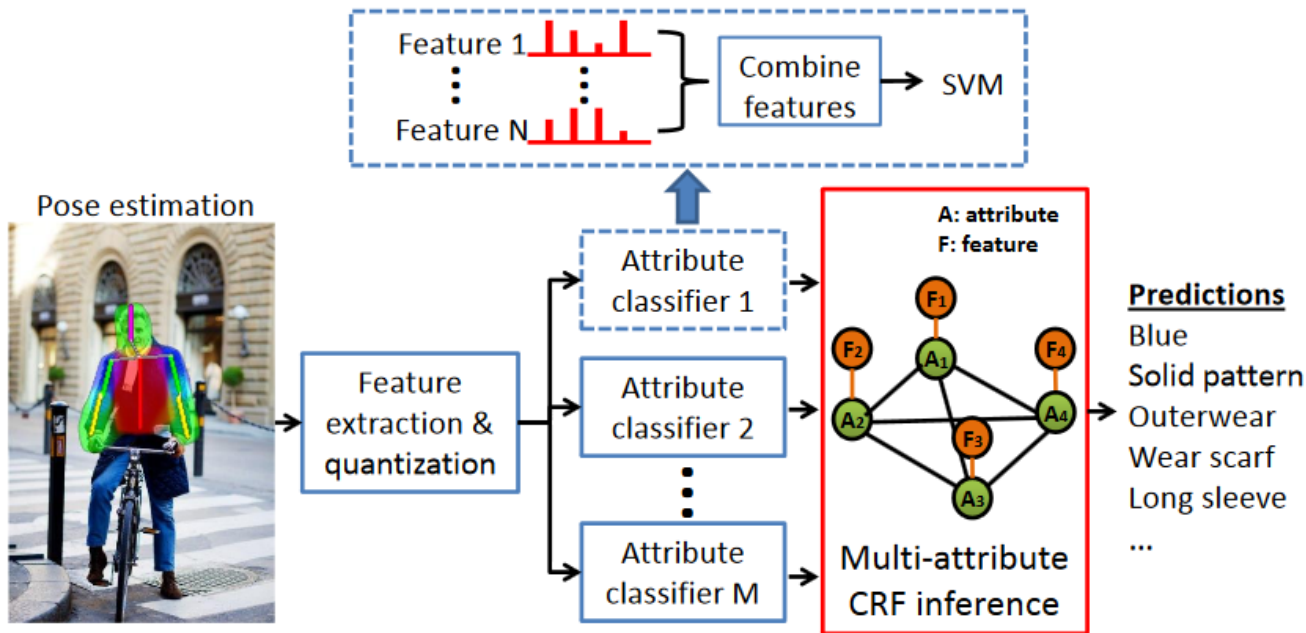 Feature 1
Feature N
Combine
features
SVM
Pose estimation
Feature
extraction &
quantization
Attribute
classifier 1
Attribute
classifier 2
Attribute
classifier M
A: attribute
F: feature
F1
F2
F4
A1
A2
A4
F3
A3
Multi-attribute
CRF inference
Predictions
Blue
Solid pattern
Outerwear
Wear scarf
Long sleeve
...